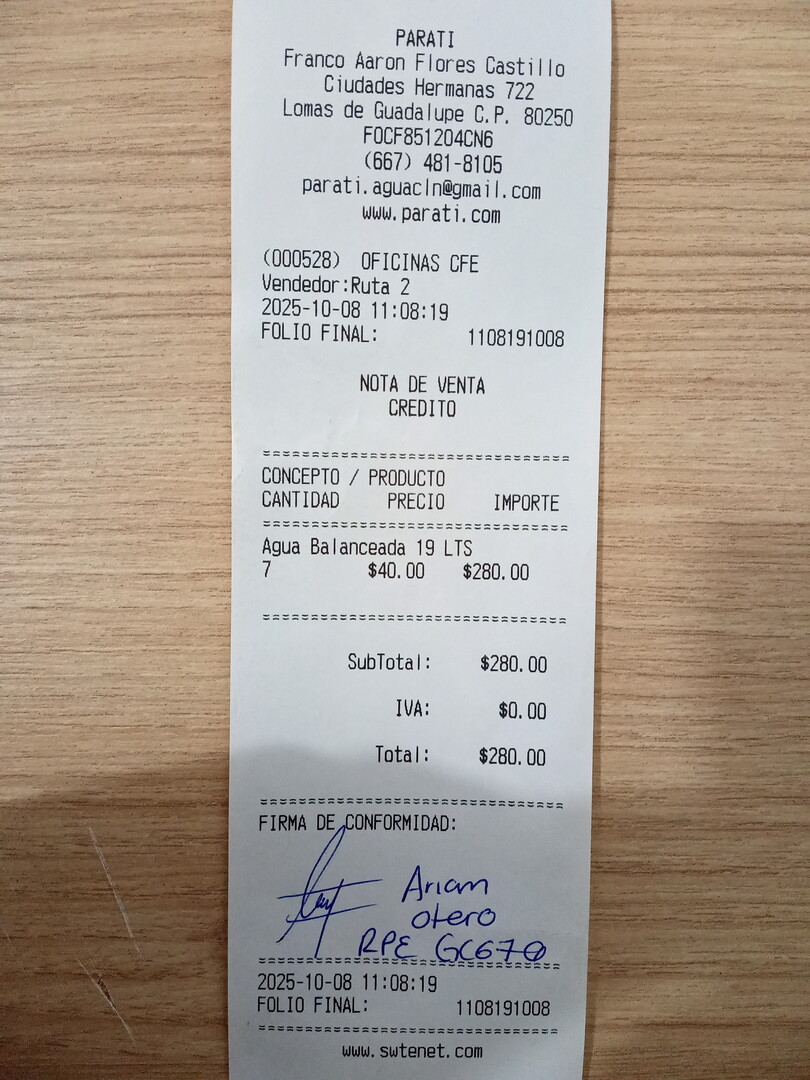 PARATI
Franco Aaron Flores Castillo
Ciudades Hermanas 722
Lomas de Guadalupe C.P. 80250
FOCF851204CN6
(667) 481-8105
parati.aguacln@gmail.com
www.parati.com
(000528) OFICINAS CFE
Vendedor:Ruta 2
2025-10-08 11:08:19
FOLIO FINAL: 1108191008
NOTA DE VENTA
CREDITO
CONCEPTO / PRODUCTO
CANTIDAD PRECIO IMPORTE
Agua Balanceada 19 LTS
7 $40.00 $280.00
SubTotal: $280.00
IVA: $0.00
Total: $280.00
FIRMA DE CONFORMIDAD:
Ariam
otero
RPE GC670
2025-10-08 11:08:19
FOLIO FINAL: 1108191008
www.swtenet.com